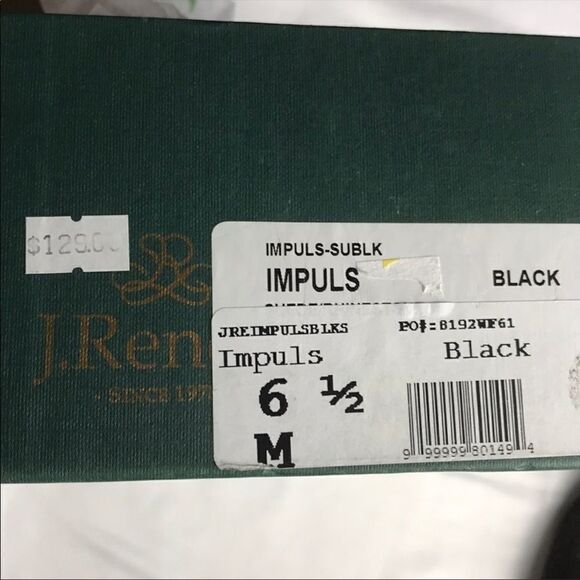 $129.0
IMPULS-SUBLK
IMPULS BLACK
J.Ren
SINCE 197
JREIMPULSBLKS PO#:8192WF61
Impuls Black
6 ½
M
9 99999 80149 4